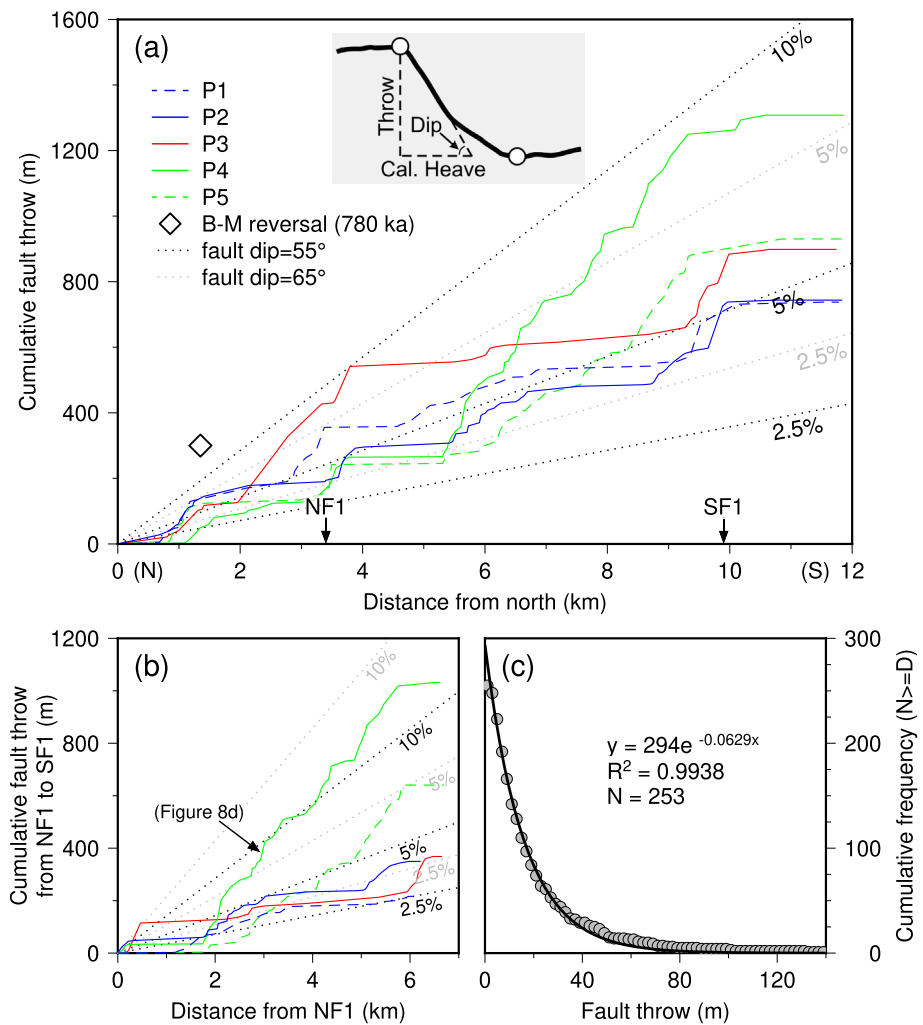 (a)
1600
1200
800
400
0
Cumulative fault throw (m)
P1
P2
P3
P4
P5
B-M reversal (780 ka)
fault dip=55°
fault dip=65°
Throw
Dip
Cal. Heave
10%
5%
5%
2.5%
2.5%
NF1
SF1
0 (N) 2 4 6 8 10 (S) 12
Distance from north (km)
(b)
1200
800
400
0
Cumulative fault throw
from NF1 to SF1 (m)
10%
10%
5%
5%
2.5%
2.5%
(Figure 8d)
0 2 4 6
Distance from NF1 (km)
(c)
y = 294e -0.0629x
R2 = 0.9938
N = 253
300
200
100
0
Cumulative frequency (N>=D)
0 40 80 120
Fault throw (m)